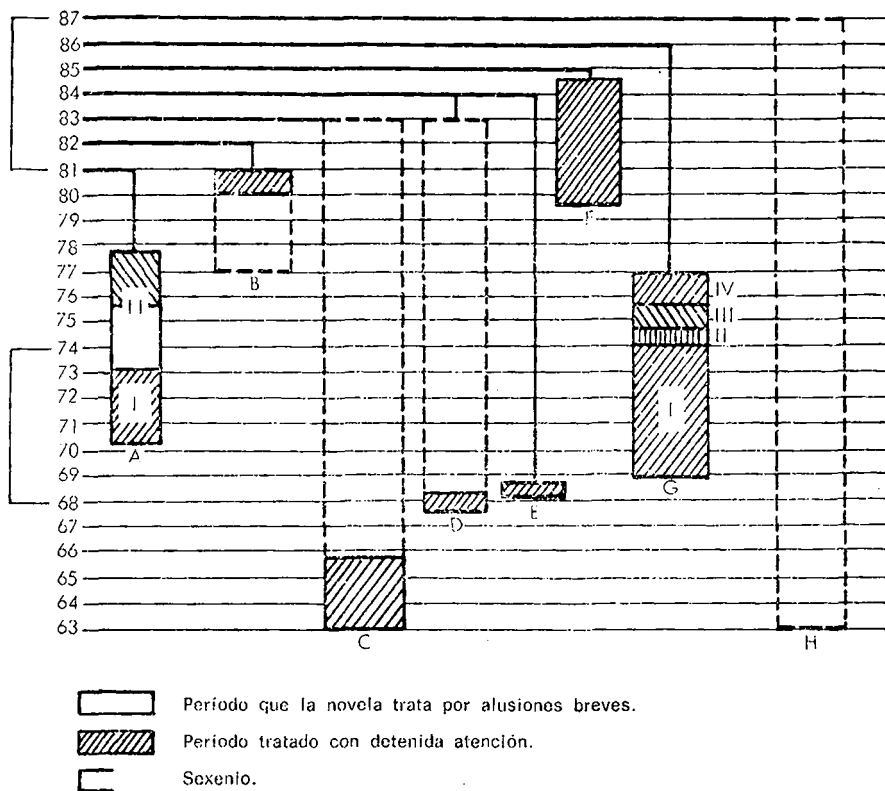 87
86
85
84
83
82
81
80
79
78
77
76
75
74
73
72
71
70
69
68
67
66
65
64
63
A
B
C
D
E
F
G
H
I
II
I
II
III
IV
Período que la novela trata por alusiones breves.
Período tratado con detenida atención.
Sexenio.